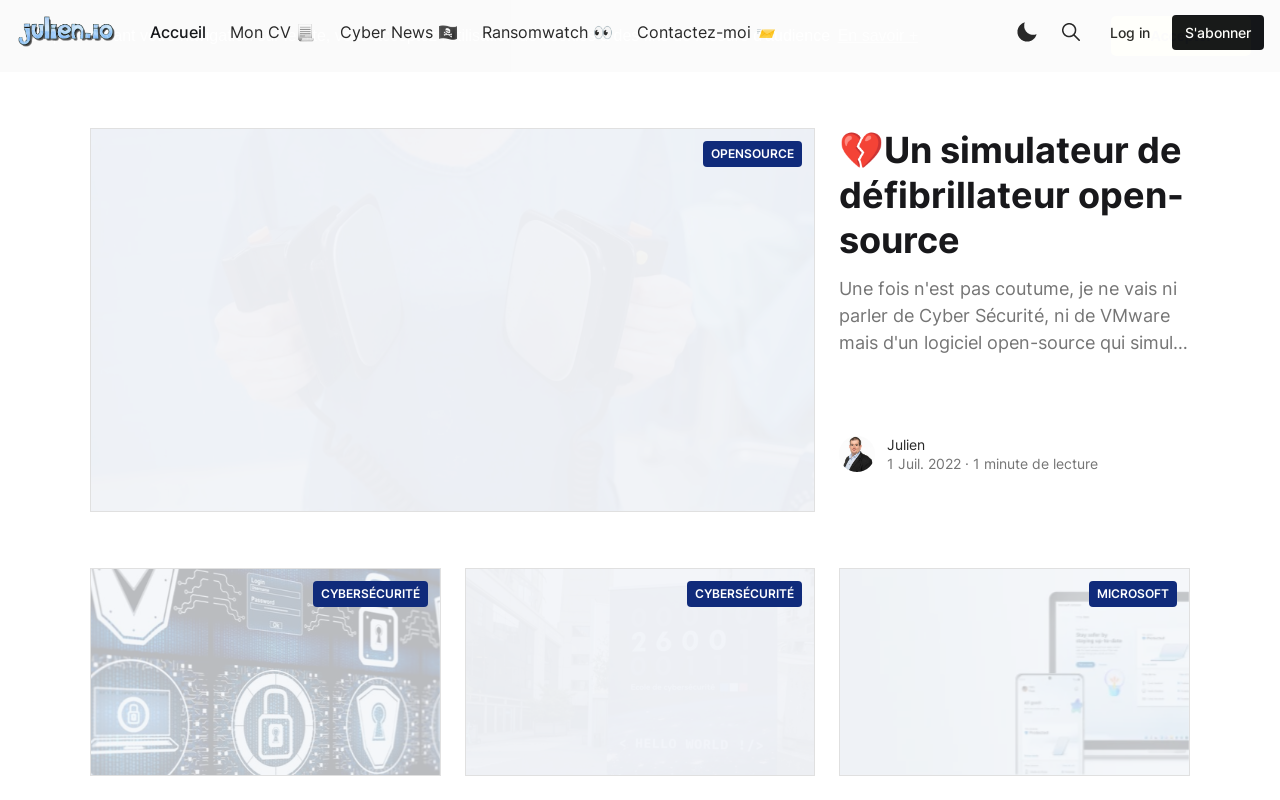 julien.io
Accueil
Mon CV 📃
Cyber News 🏴‍☠️
Ransomwatch 👀
Contactez-moi 📨
Log in
S'abonner
OPENSOURCE
💔Un simulateur de
défibrillateur open-
source
Une fois n'est pas coutume, je ne vais ni
parler de Cyber Sécurité, ni de VMware
mais d'un logiciel open-source qui simul...
Julien
1 Juil. 2022 · 1 minute de lecture
CYBERSÉCURITÉ
Login
Password
CYBERSÉCURITÉ
2600
HELLO WORLD
MICROSOFT